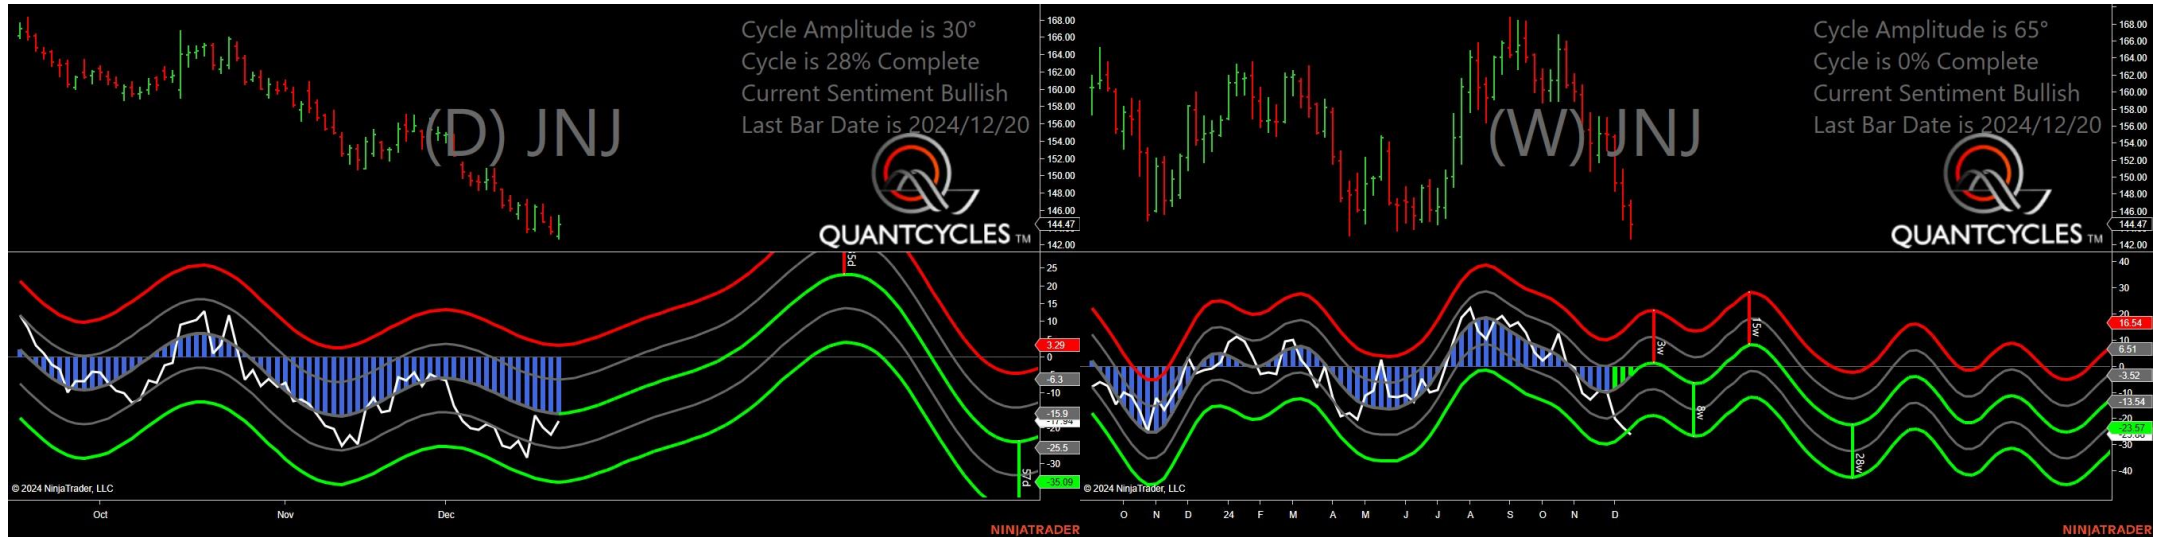 Cycle Amplitude is 30°
Cycle is 28% Complete
Current Sentiment Bullish
Last Bar Date is 2024/12/20
(D) JNJ
QUANTCYCLES TM
168.00
166.00
164.00
162.00
160.00
158.00
156.00
154.00
152.00
150.00
148.00
146.00
144.47
142.00
35d
25
20
15
10
3.29
0
-6.3
-10
-15.9
-17.94
-20
-25.5
-30
-35.09
57d
© 2024 NinjaTrader, LLC
Oct
Nov
Dec
NINJATRADER
Cycle Amplitude is 65°
Cycle is 0% Complete
Current Sentiment Bullish
Last Bar Date is 2024/12/20
(W) JNJ
QUANTCYCLES TM
168.00
166.00
164.00
162.00
160.00
158.00
156.00
154.00
152.00
150.00
148.00
146.00
144.47
142.00
3w
15w
8w
28w
40
30
20
16.54
6.51
0
-3.52
-10
-13.54
-20
-23.57
-30
-40
© 2024 NinjaTrader, LLC
O N D 24 F M A M J J A S O N D
NINJATRADER